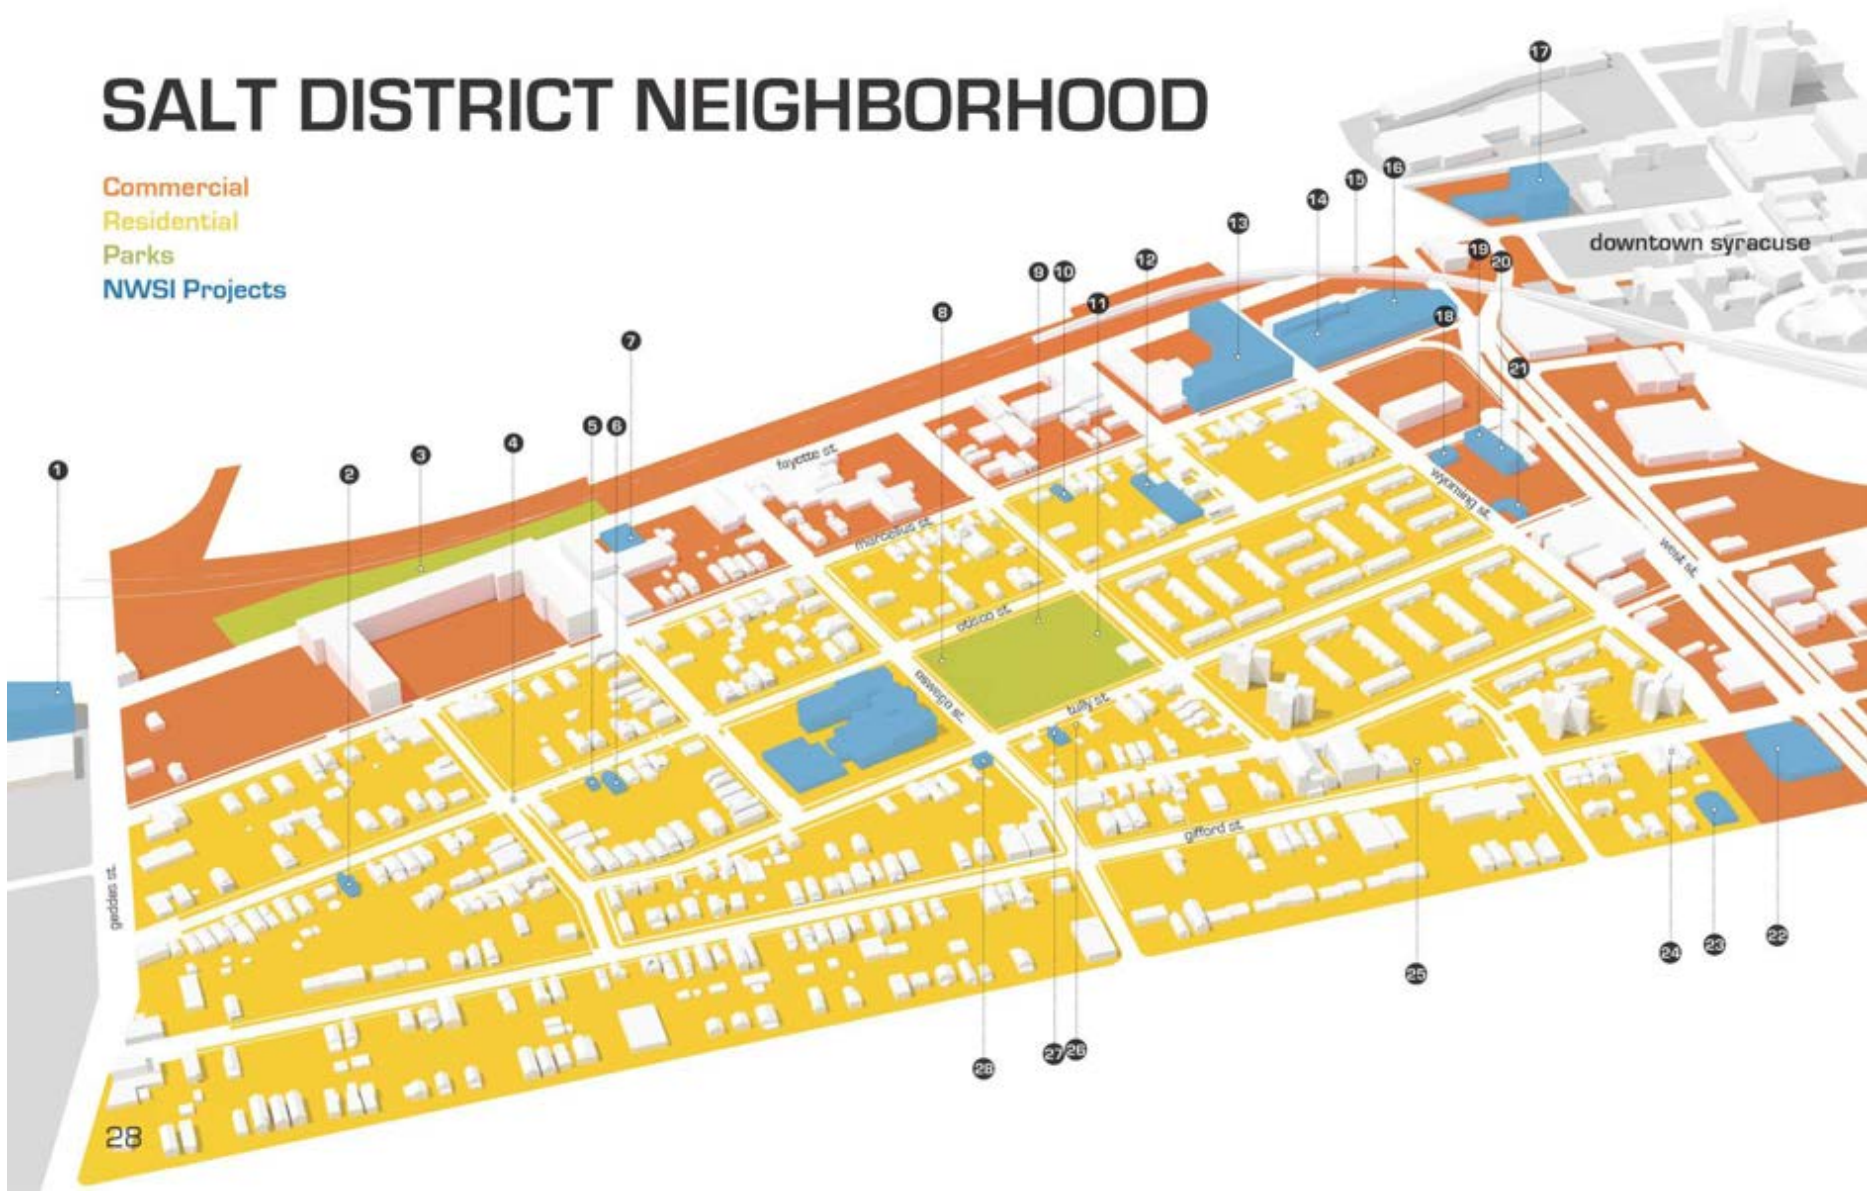 SALT DISTRICT NEIGHBORHOOD
Commercial
Residential
Parks
NWSI Projects
17
16
15
14
13
downtown syracuse
12
19
20
9
10
11
8
18
7
21
5
6
fayette st.
4
3
1
2
wyoming st.
marcellus st.
west st.
otisco st.
oswego st.
tully st.
gifford st.
geddes st.
22
23
24
25
26
27
28
28